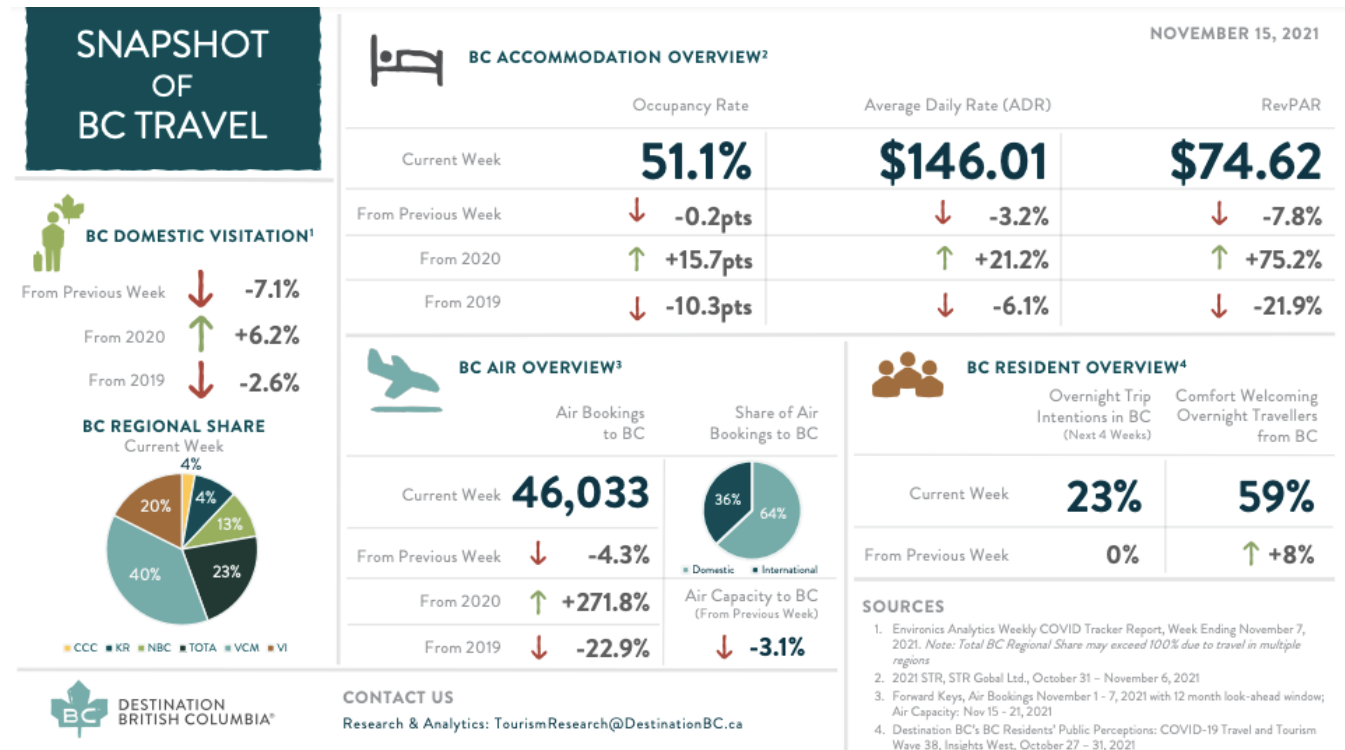 SNAPSHOT
OF
BC TRAVEL
BC DOMESTIC VISITATION¹
From Previous Week -7.1%
From 2020 +6.2%
From 2019 -2.6%
BC REGIONAL SHARE
Current Week
4%
4%
13%
23%
40%
20%
CCC KR NBC TOTA VCM VI
BC
DESTINATION
BRITISH COLUMBIA®
NOVEMBER 15, 2021
BC ACCOMMODATION OVERVIEW²
Occupancy Rate Average Daily Rate (ADR) RevPAR
Current Week 51.1% $146.01 $74.62
From Previous Week -0.2pts -3.2% -7.8%
From 2020 +15.7pts +21.2% +75.2%
From 2019 -10.3pts -6.1% -21.9%
BC AIR OVERVIEW³
Air Bookings
to BC
Current Week 46,033
From Previous Week -4.3%
From 2020 +271.8%
From 2019 -22.9%
Share of Air
Bookings to BC
36%
64%
Domestic International
Air Capacity to BC
(From Previous Week)
-3.1%
BC RESIDENT OVERVIEW⁴
Overnight Trip
Intentions in BC
(Next 4 Weeks)
Comfort Welcoming
Overnight Travellers
from BC
Current Week 23% 59%
From Previous Week 0% +8%
SOURCES
1. Environics Analytics Weekly COVID Tracker Report, Week Ending November 7,
2021. Note: Total BC Regional Share may exceed 100% due to travel in multiple
regions
2. 2021 STR, STR Gobal Ltd., October 31 – November 6, 2021
3. Forward Keys, Air Bookings November 1 - 7, 2021 with 12 month look-ahead window;
Air Capacity: Nov 15 - 21, 2021
4. Destination BC's BC Residents' Public Perceptions: COVID-19 Travel and Tourism
Wave 38, Insights West, October 27 – 31, 2021
CONTACT US
Research & Analytics: TourismResearch@DestinationBC.ca